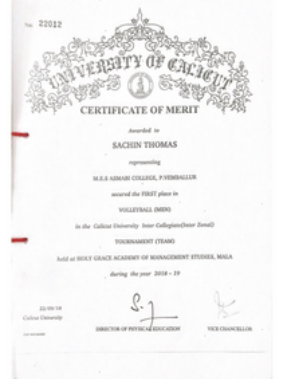 No. 22012
UNIVERSITY OF CALICUT
CERTIFICATE OF MERIT
Awarded to
SACHIN THOMAS
representing
M.E.S ASMABI COLLEGE, P.VEMBALLUR
secured the FIRST place in
VOLLEYBALL (MEN)
in the Calicut University Inter Collegiate(Inter Zonal)
TOURNAMENT (TEAM)
held at HOLY GRACE ACADEMY OF MANAGEMENT STUDIES, MALA
during the year 2018 - 19
Calicut University
DIRECTOR OF PHYSICAL EDUCATION VICE CHANCELLOR